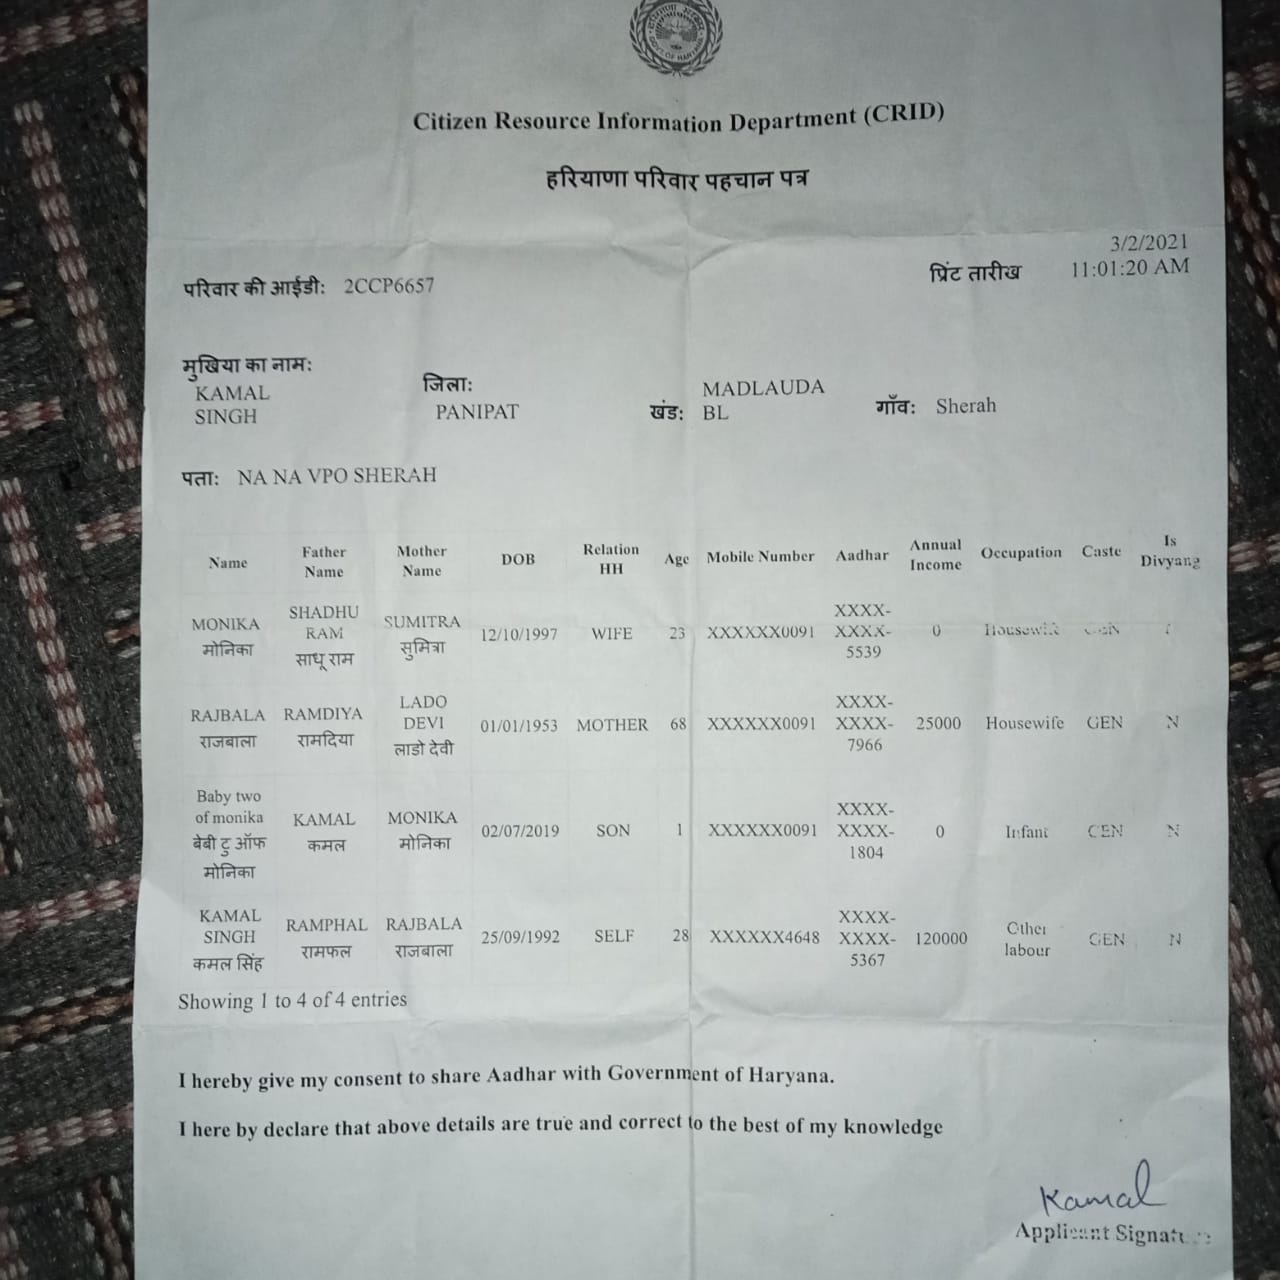 GOVT OF HARYANA
Citizen Resource Information Department (CRID)
हरियाणा परिवार पहचान पत्र
3/2/2021
परिवार की आईडी: 2CCP6657 प्रिंट तारीख 11:01:20 AM
मुखिया का नाम:
KAMAL
SINGH
जिला:
PANIPAT
MADLAUDA
खंड: BL
गाँव: Sherah
पता: NA NA VPO SHERAH
Name Father Name Mother Name DOB Relation HH Age Mobile Number Aadhar Annual Income Occupation Caste Is Divyang
MONIKA मोनिका SHADHU RAM साधू राम SUMITRA सुमित्रा 12/10/1997 WIFE 23 XXXXXX0091 XXXX-XXXX-5539 0 Housewife GEN
RAJBALA राजबाला RAMDIYA रामदिया LADO DEVI लाडो देवी 01/01/1953 MOTHER 68 XXXXXX0091 XXXX-XXXX-7966 25000 Housewife GEN N
Baby two of monika बेबी टु ऑफ मोनिका KAMAL कमल MONIKA मोनिका 02/07/2019 SON 1 XXXXXX0091 XXXX-XXXX-1804 0 Infant GEN N
KAMAL SINGH कमल सिंह RAMPHAL रामफल RAJBALA राजबाला 25/09/1992 SELF 28 XXXXXX4648 XXXX-XXXX-5367 120000 Other labour GEN N
Showing 1 to 4 of 4 entries
I hereby give my consent to share Aadhar with Government of Haryana.
I here by declare that above details are true and correct to the best of my knowledge
Kamal
Applicant Signature